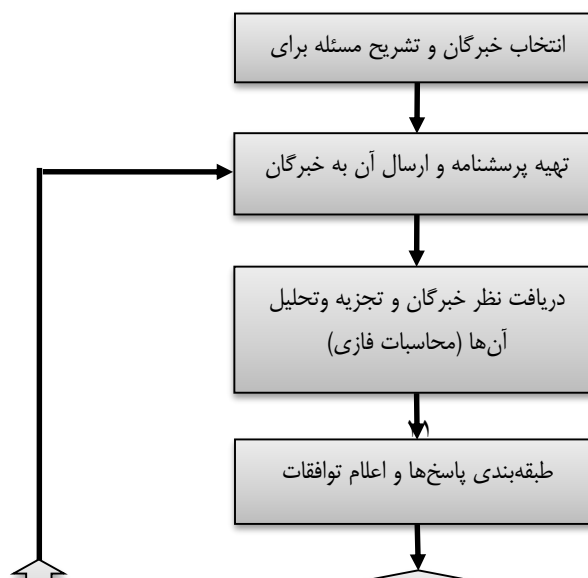 انتخاب خبرگان و تشریح مسئله برای
تهیه پرسشنامه و ارسال آن به خبرگان
دریافت نظر خبرگان و تجزیه وتحلیل
آن‌ها (محاسبات فازی)
طبقه‌بندی پاسخ‌ها و اعلام توافقات